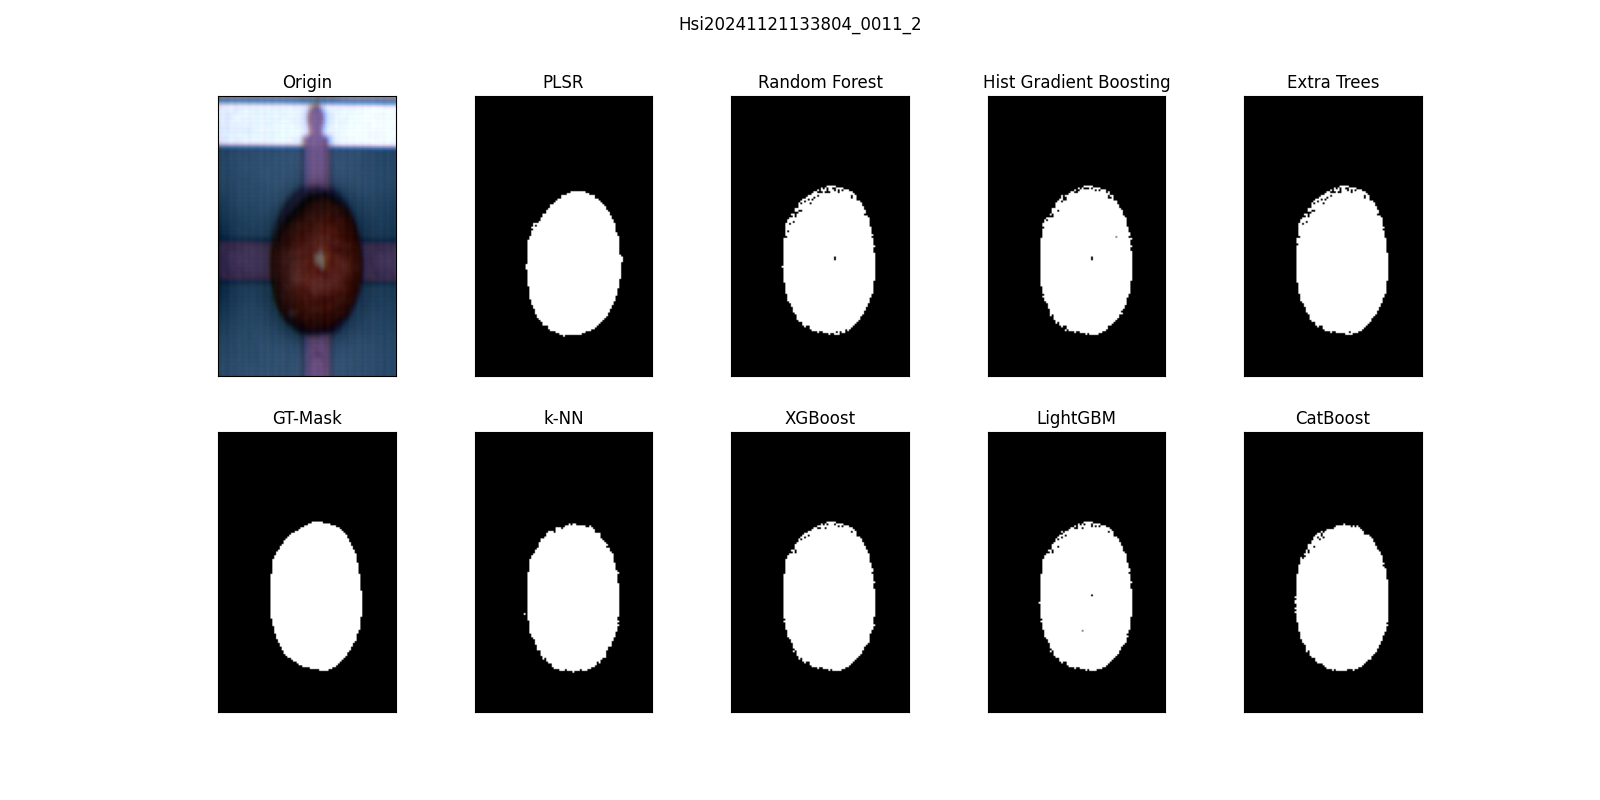 Hsi20241121133804_0011_2
Origin
PLSR
Random Forest
Hist Gradient Boosting
Extra Trees
GT-Mask
k-NN
XGBoost
LightGBM
CatBoost